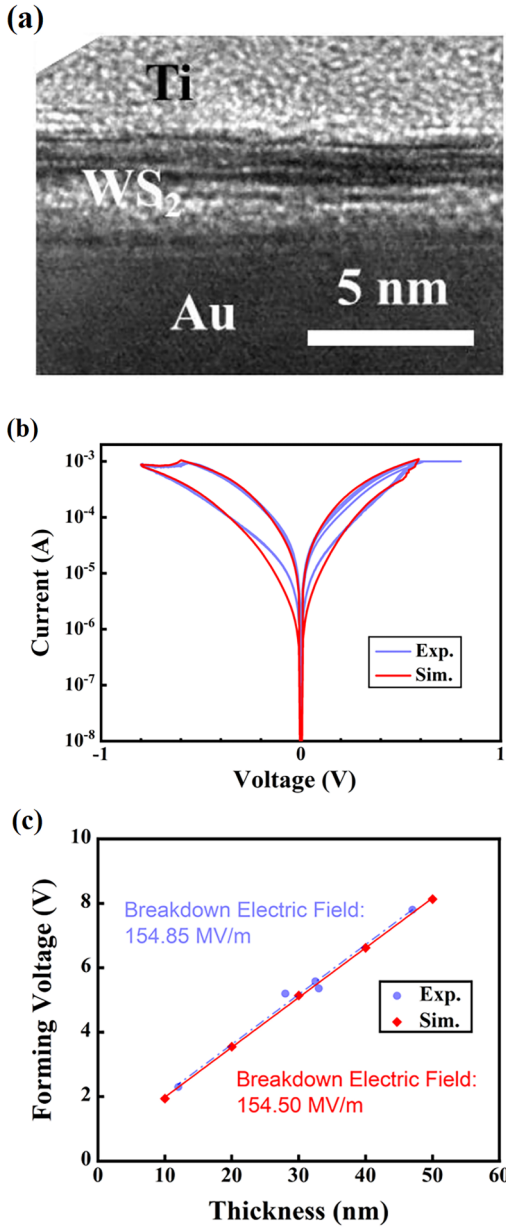 (a)
Ti
WS₂
Au
5 nm
(b)
Current (A)
10⁻³
10⁻⁴
10⁻⁵
10⁻⁶
10⁻⁷
10⁻⁸
Exp.
Sim.
-1
0
1
Voltage (V)
(c)
Forming Voltage (V)
10
8
6
4
2
0
Breakdown Electric Field:
154.85 MV/m
Exp.
Sim.
Breakdown Electric Field:
154.50 MV/m
0
10
20
30
40
50
60
Thickness (nm)